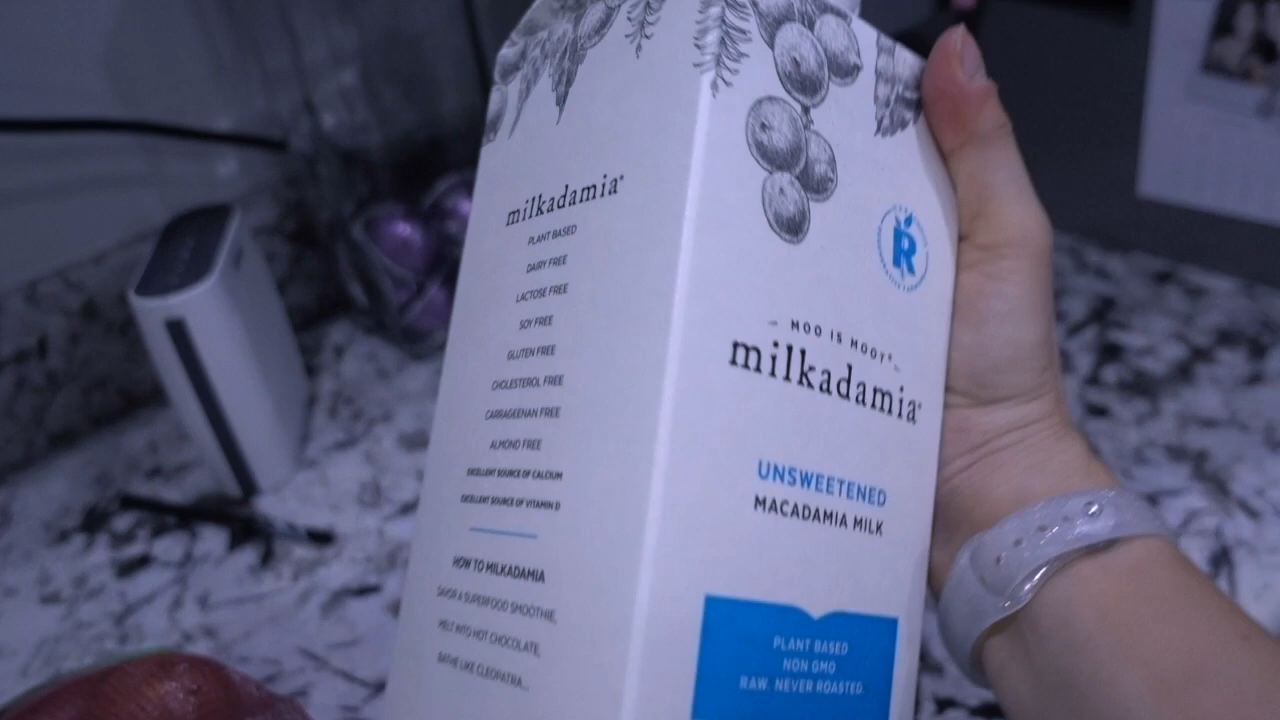 milkadamia®
PLANT BASED
DAIRY FREE
LACTOSE FREE
SOY FREE
GLUTEN FREE
CHOLESTEROL FREE
CARRAGEENAN FREE
ALMOND FREE
EXCELLENT SOURCE OF CALCIUM
EXCELLENT SOURCE OF VITAMIN D
HOW TO MILKADAMIA
SAVOR A SUPERFOOD SMOOTHIE,
MELT INTO HOT CHOCOLATE,
BATHE LIKE CLEOPATRA...
R
MOO IS MOOT®
milkadamia®
UNSWEETENED
MACADAMIA MILK
PLANT BASED
NON GMO
RAW. NEVER ROASTED.